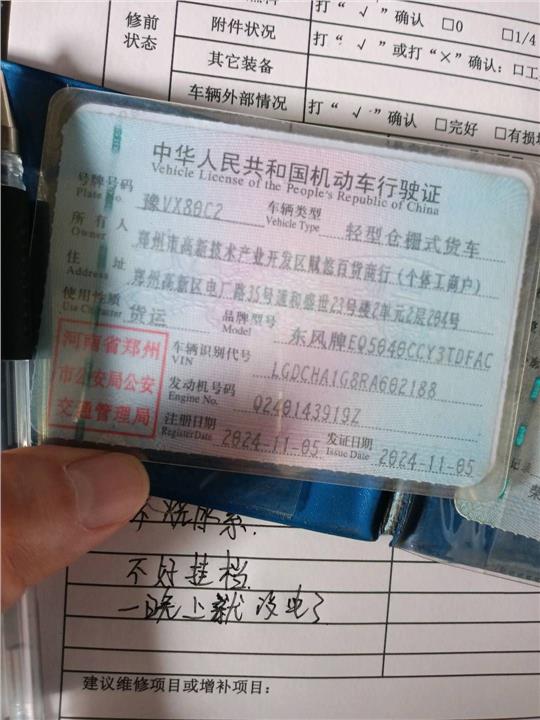 修前
状态
附件状况
打“√”确认 □0 □1/4
其它装备
打“√”或打“×”确认：□工
车辆外部情况
打“√”确认 □完好 □有损
中华人民共和国机动车行驶证
Vehicle License of the People's Republic of China
号牌号码
Plate No.
豫VX80C2
车辆类型
Vehicle Type
轻型仓栅式货车
所有人
Owner
郑州市高新技术产业开发区赋悠百货商行（个体工商户）
住址
Address
郑州高新区电厂路35号莲和盛世23号楼2单元2层204号
使用性质
Use Character
货运
品牌型号
Model
东风牌EQ5040CCY3TDFAC
河南省郑州
市公安局公安
交通管理局
车辆识别代号
VIN
LGDCHA1G8RA602188
发动机号码
Engine No.
Q240143919Z
注册日期
Register Date
2024-11-05
发证日期
Issue Date
2024-11-05
不好挂档
一晚上就没电了
建议维修项目或增补项目：